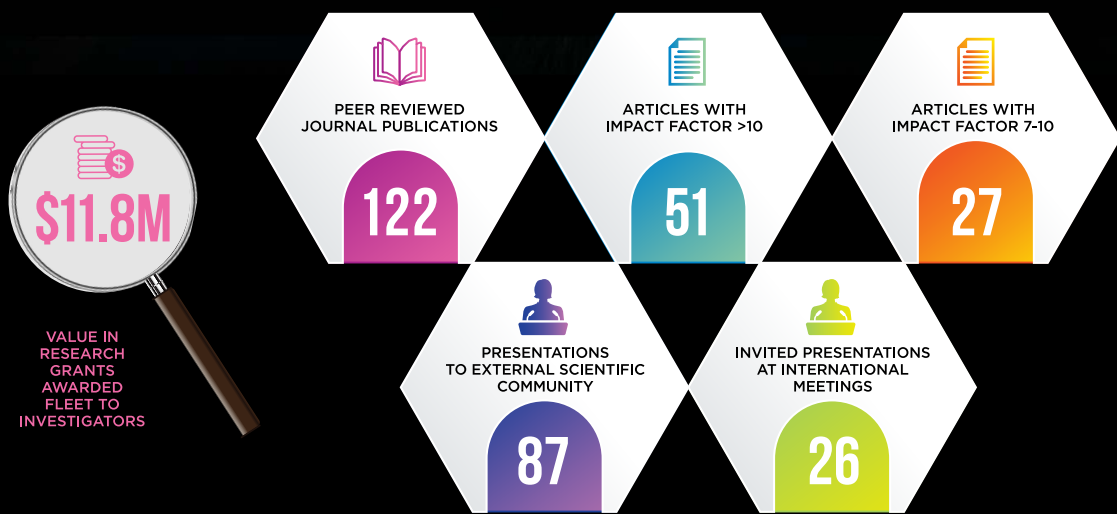 $
$11.8M
VALUE IN
RESEARCH
GRANTS
AWARDED
FLEET TO
INVESTIGATORS
PEER REVIEWED
JOURNAL PUBLICATIONS
122
ARTICLES WITH
IMPACT FACTOR >10
51
ARTICLES WITH
IMPACT FACTOR 7-10
27
PRESENTATIONS
TO EXTERNAL SCIENTIFIC
COMMUNITY
87
INVITED PRESENTATIONS
AT INTERNATIONAL
MEETINGS
26